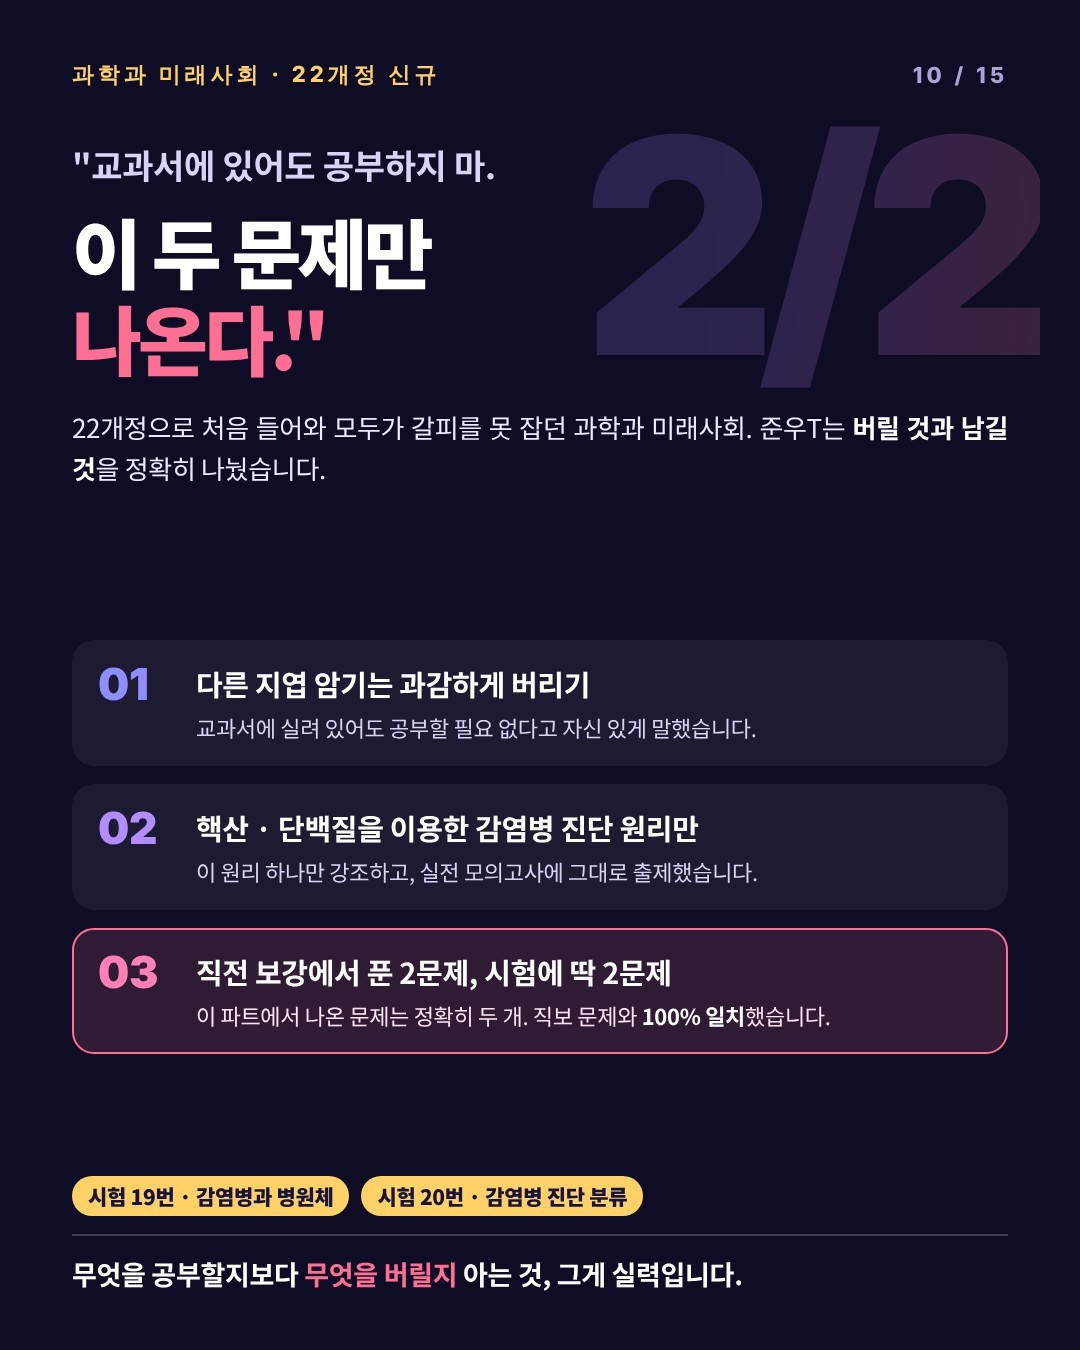 과학과 미래사회 · 22개정 신규
10 / 15
2/2
"교과서에 있어도 공부하지 마.
이 두 문제만
나온다."
22개정으로 처음 들어와 모두가 갈피를 못 잡던 과학과 미래사회. 준우T는 버릴 것과 남길
것을 정확히 나눴습니다.
01
다른 지엽 암기는 과감하게 버리기
교과서에 실려 있어도 공부할 필요 없다고 자신 있게 말했습니다.
02
핵산 · 단백질을 이용한 감염병 진단 원리만
이 원리 하나만 강조하고, 실전 모의고사에 그대로 출제했습니다.
03
직전 보강에서 푼 2문제, 시험에 딱 2문제
이 파트에서 나온 문제는 정확히 두 개. 직보 문제와 100% 일치했습니다.
시험 19번 · 감염병과 병원체
시험 20번 · 감염병 진단 분류
무엇을 공부할지보다 무엇을 버릴지 아는 것, 그게 실력입니다.